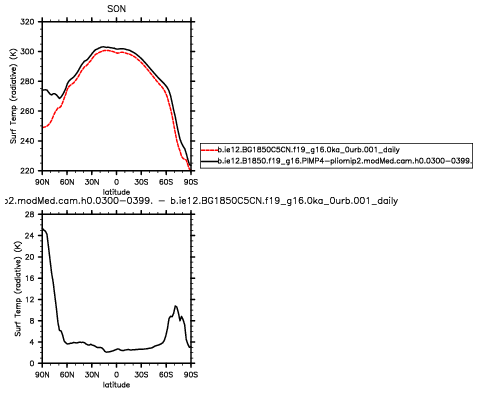 SON
320
300
280
260
240
220
Surf Temp (radiative) (K)
90N 60N 30N 0 30S 60S 90S
latitude
b.ie12.BG1850C5CN.f19_g16.0ka_0urb.001_daily
b.ie12.B1850.f19_g16.PIMP4-pliomip2.modMed.cam.h0.0300-0399.
p2.modMed.cam.h0.0300-0399. - b.ie12.BG1850C5CN.f19_g16.0ka_0urb.001_daily
28
24
20
16
12
8
4
0
Surf Temp (radiative) (K)
90N 60N 30N 0 30S 60S 90S
latitude